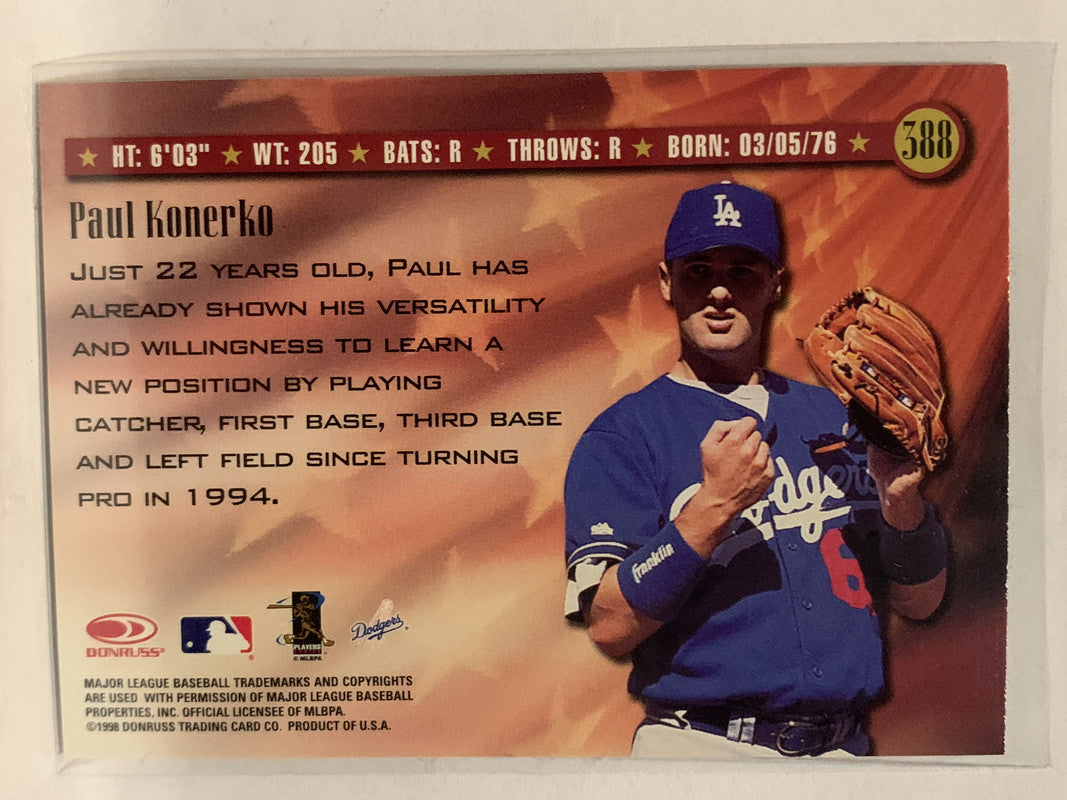 ★ HT: 6'03" ★ WT: 205 ★ BATS: R ★ THROWS: R ★ BORN: 03/05/76 ★
388
Paul Konerko
JUST 22 YEARS OLD, PAUL HAS
ALREADY SHOWN HIS VERSATILITY
AND WILLINGNESS TO LEARN A
NEW POSITION BY PLAYING
CATCHER, FIRST BASE, THIRD BASE
AND LEFT FIELD SINCE TURNING
PRO IN 1994.
LA
Dodgers
6
franklin
DONRUSS®
PLAYERS
© MLBPA
Dodgers
MAJOR LEAGUE BASEBALL TRADEMARKS AND COPYRIGHTS
ARE USED WITH PERMISSION OF MAJOR LEAGUE BASEBALL
PROPERTIES, INC. OFFICIAL LICENSEE OF MLBPA.
©1998 DONRUSS TRADING CARD CO. PRODUCT OF U.S.A.